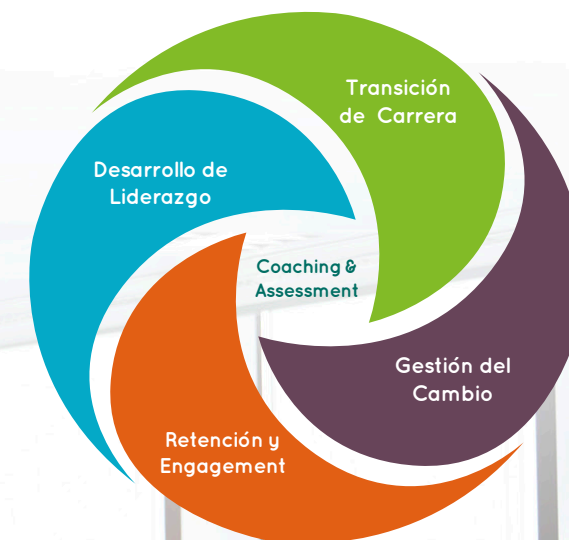 Transición
de Carrera
Desarrollo de
Liderazgo
Coaching &
Assessment
Gestión del
Cambio
Retención y
Engagement